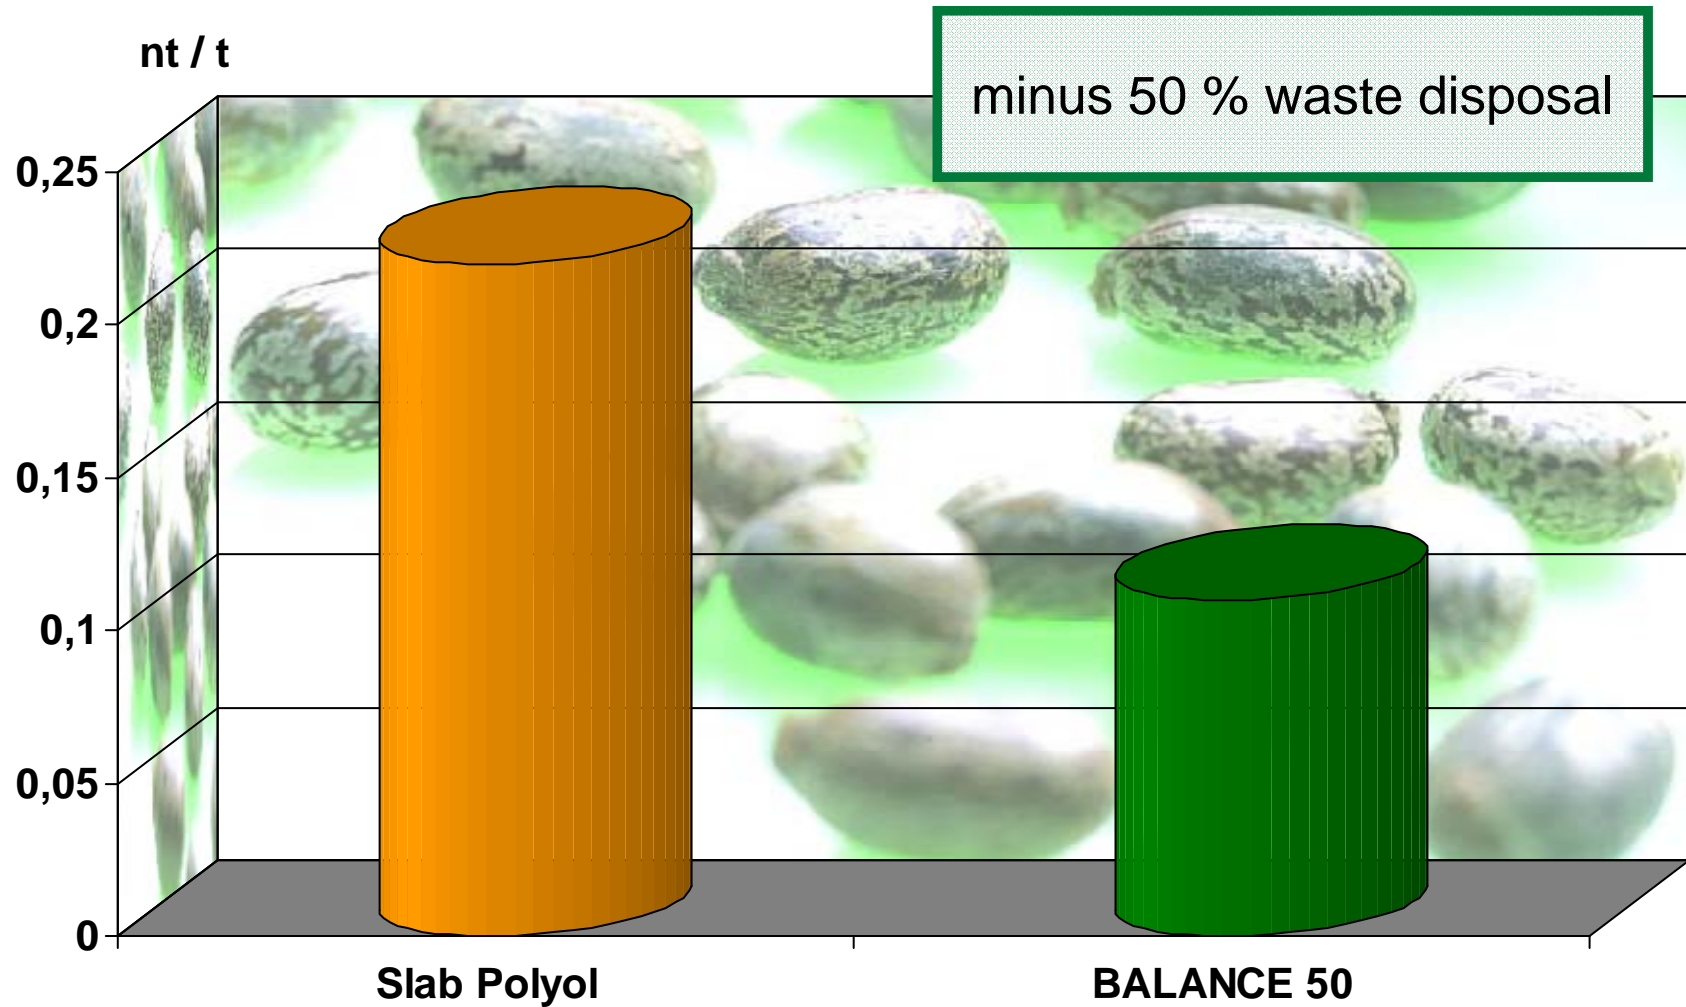 nt / t
minus 50 % waste disposal
0,25
0,2
0,15
0,1
0,05
0
Slab Polyol
BALANCE 50